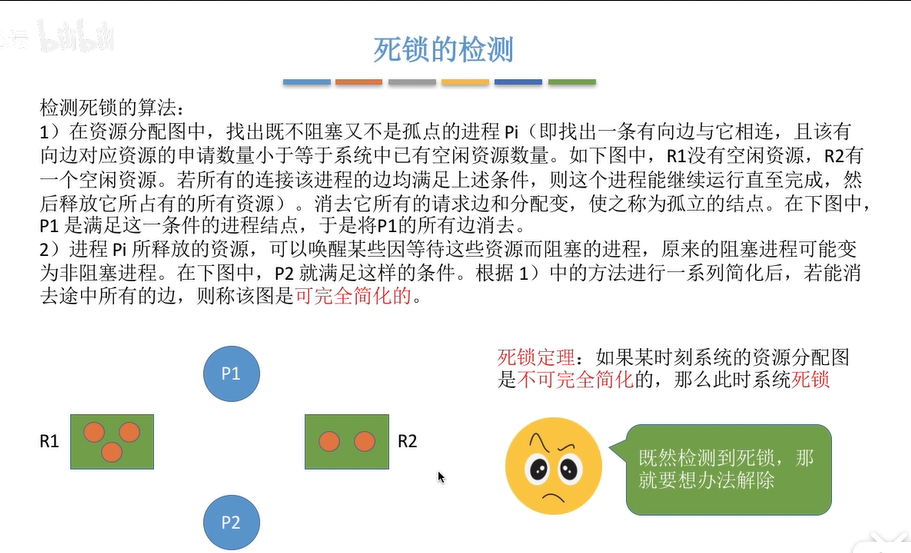 bilibili
死锁的检测
检测死锁的算法:
1）在资源分配图中，找出既不阻塞又不是孤点的进程 Pi（即找出一条有向边与它相连，且该有
向边对应资源的申请数量小于等于系统中已有空闲资源数量。如下图中，R1没有空闲资源，R2有
一个空闲资源。若所有的连接该进程的边均满足上述条件，则这个进程能继续运行直至完成，然
后释放它所占有的所有资源）。消去它所有的请求边和分配变，使之称为孤立的结点。在下图中，
P1 是满足这一条件的进程结点，于是将P1的所有边消去。
2）进程 Pi 所释放的资源，可以唤醒某些因等待这些资源而阻塞的进程，原来的阻塞进程可能变
为非阻塞进程。在下图中，P2 就满足这样的条件。根据 1）中的方法进行一系列简化后，若能消
去途中所有的边，则称该图是可完全简化的。
死锁定理：如果某时刻系统的资源分配图
是不可完全简化的，那么此时系统死锁
P1
R1
R2
既然检测到死锁，那
就要想办法解除
P2